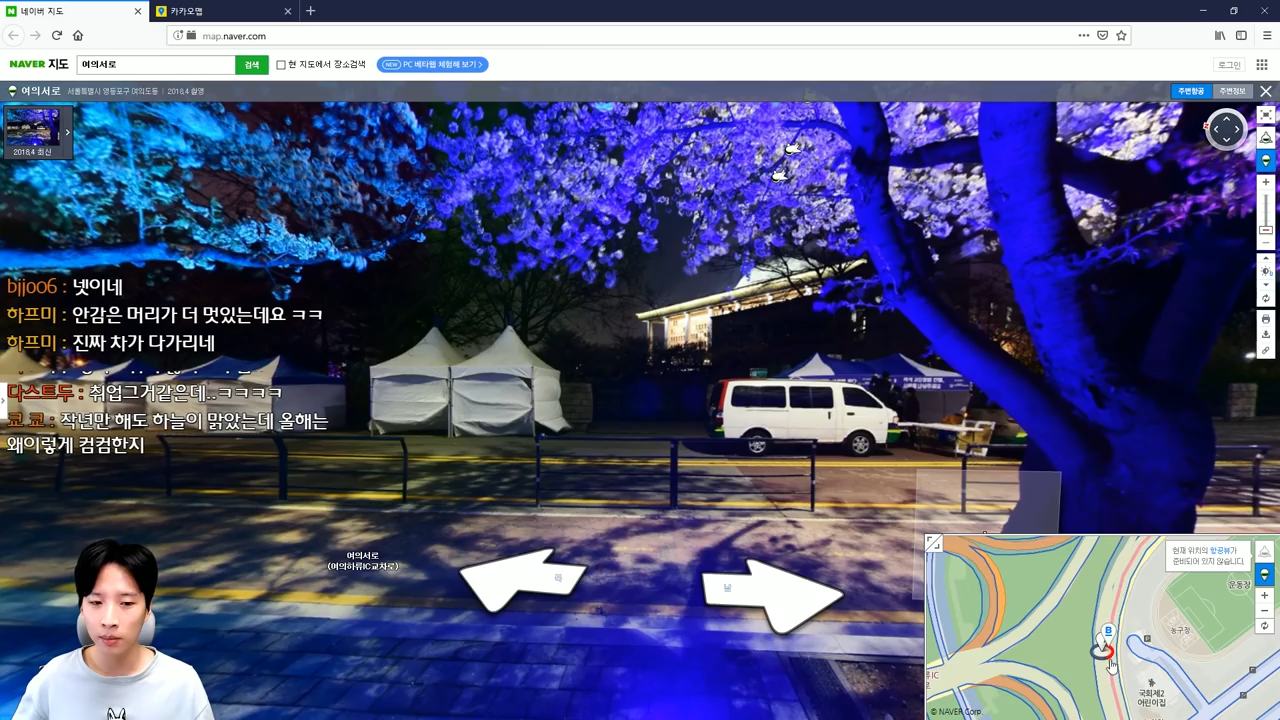 네이버 지도
카카오맵
map.naver.com
NAVER 지도
여의서로
검색
현 지도에서 장소검색
NEW PC 베타맵 체험해 보기 >
로그인
여의서로 서울특별시 영등포구 여의도동 | 2018.4 촬영
주변항공
주변정보
2018.4 최신
bjjoo6 : 넷이네
하프미 : 안감은 머리가 더 멋있는데요 ㅋㅋ
하프미 : 진짜 차가 다가리네
다스트두 : 취업그거같은데..ㅋㅋㅋㅋ
쿄쿄 : 작년만 해도 하늘이 맑았는데 올해는
왜이렇게 컴컴한지
여의서로
(여의하류IC교차로)
현재 위치의 항공뷰가
준비되어 있지 않습니다.
운동장
농구장
B
국회제2
어린이집
© NAVER Corp.